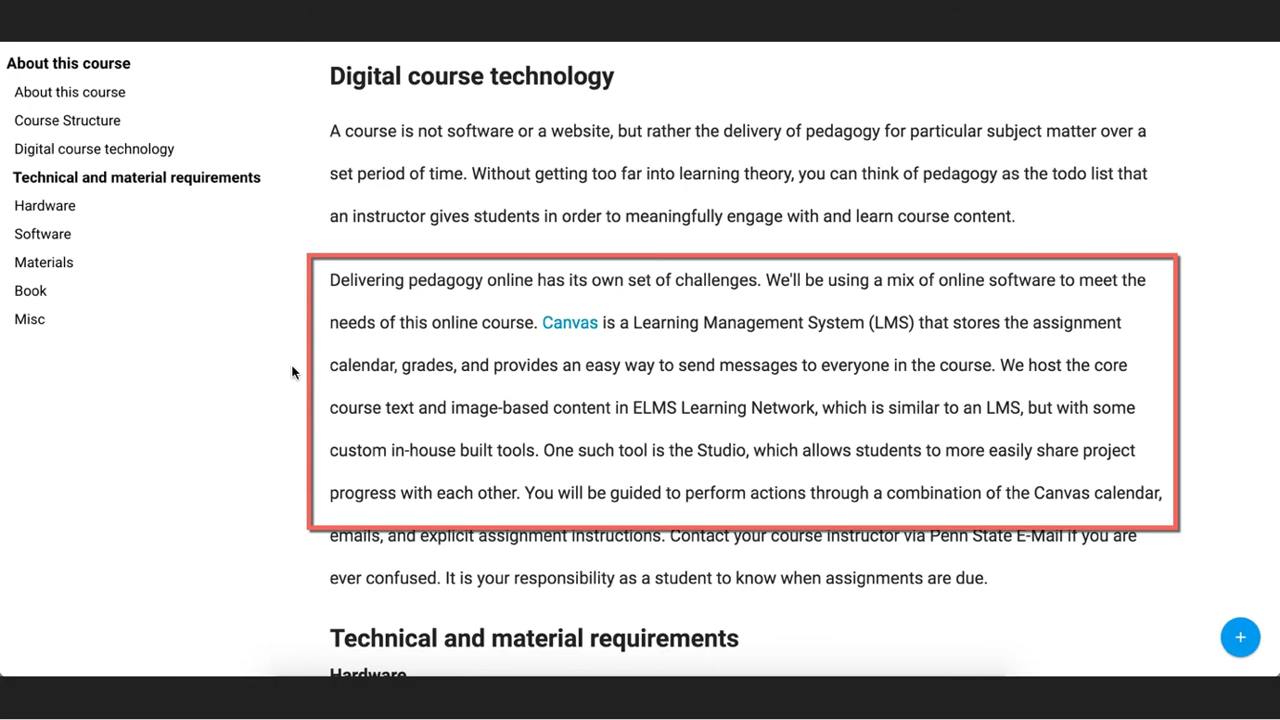 About this course
About this course
Course Structure
Digital course technology
Technical and material requirements
Hardware
Software
Materials
Book
Misc
Digital course technology
A course is not software or a website, but rather the delivery of pedagogy for particular subject matter over a
set period of time. Without getting too far into learning theory, you can think of pedagogy as the todo list that
an instructor gives students in order to meaningfully engage with and learn course content.
Delivering pedagogy online has its own set of challenges. We'll be using a mix of online software to meet the
needs of this online course. Canvas is a Learning Management System (LMS) that stores the assignment
calendar, grades, and provides an easy way to send messages to everyone in the course. We host the core
course text and image-based content in ELMS Learning Network, which is similar to an LMS, but with some
custom in-house built tools. One such tool is the Studio, which allows students to more easily share project
progress with each other. You will be guided to perform actions through a combination of the Canvas calendar,
emails, and explicit assignment instructions. Contact your course instructor via Penn State E-Mail if you are
ever confused. It is your responsibility as a student to know when assignments are due.
Technical and material requirements
Hardware
+